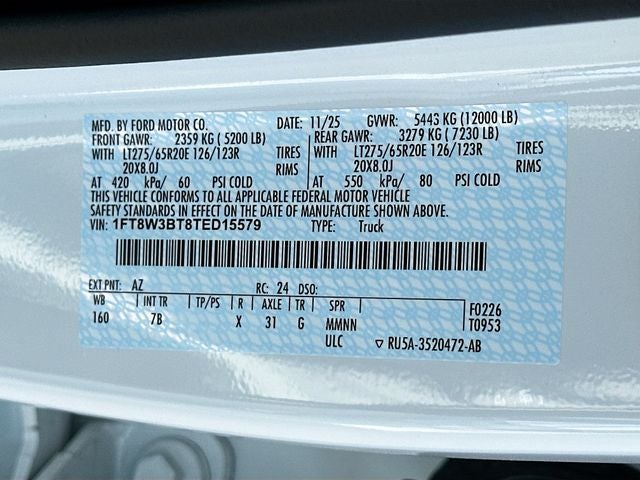 MFD. BY FORD MOTOR CO. DATE: 11/25 GVWR: 5443 KG (12000 LB)
FRONT GAWR: 2359 KG (5200 LB) REAR GAWR: 3279 KG (7230 LB)
WITH LT275/65R20E 126/123R TIRES WITH LT275/65R20E 126/123R TIRES
20X8.0J RIMS 20X8.0J RIMS
AT 420 kPa/ 60 PSI COLD AT 550 kPa/ 80 PSI COLD
THIS VEHICLE CONFORMS TO ALL APPLICABLE FEDERAL MOTOR VEHICLE
SAFETY STANDARDS IN EFFECT ON THE DATE OF MANUFACTURE SHOWN ABOVE.
VIN: 1FT8W3BT8TED15579 TYPE: Truck
EXT PNT: AZ RC: 24 DSO:
WB INT TR TP/PS R AXLE TR SPR F0226
160 7B X 31 G MMNN T0953
ULC ▽ RU5A-3520472-AB